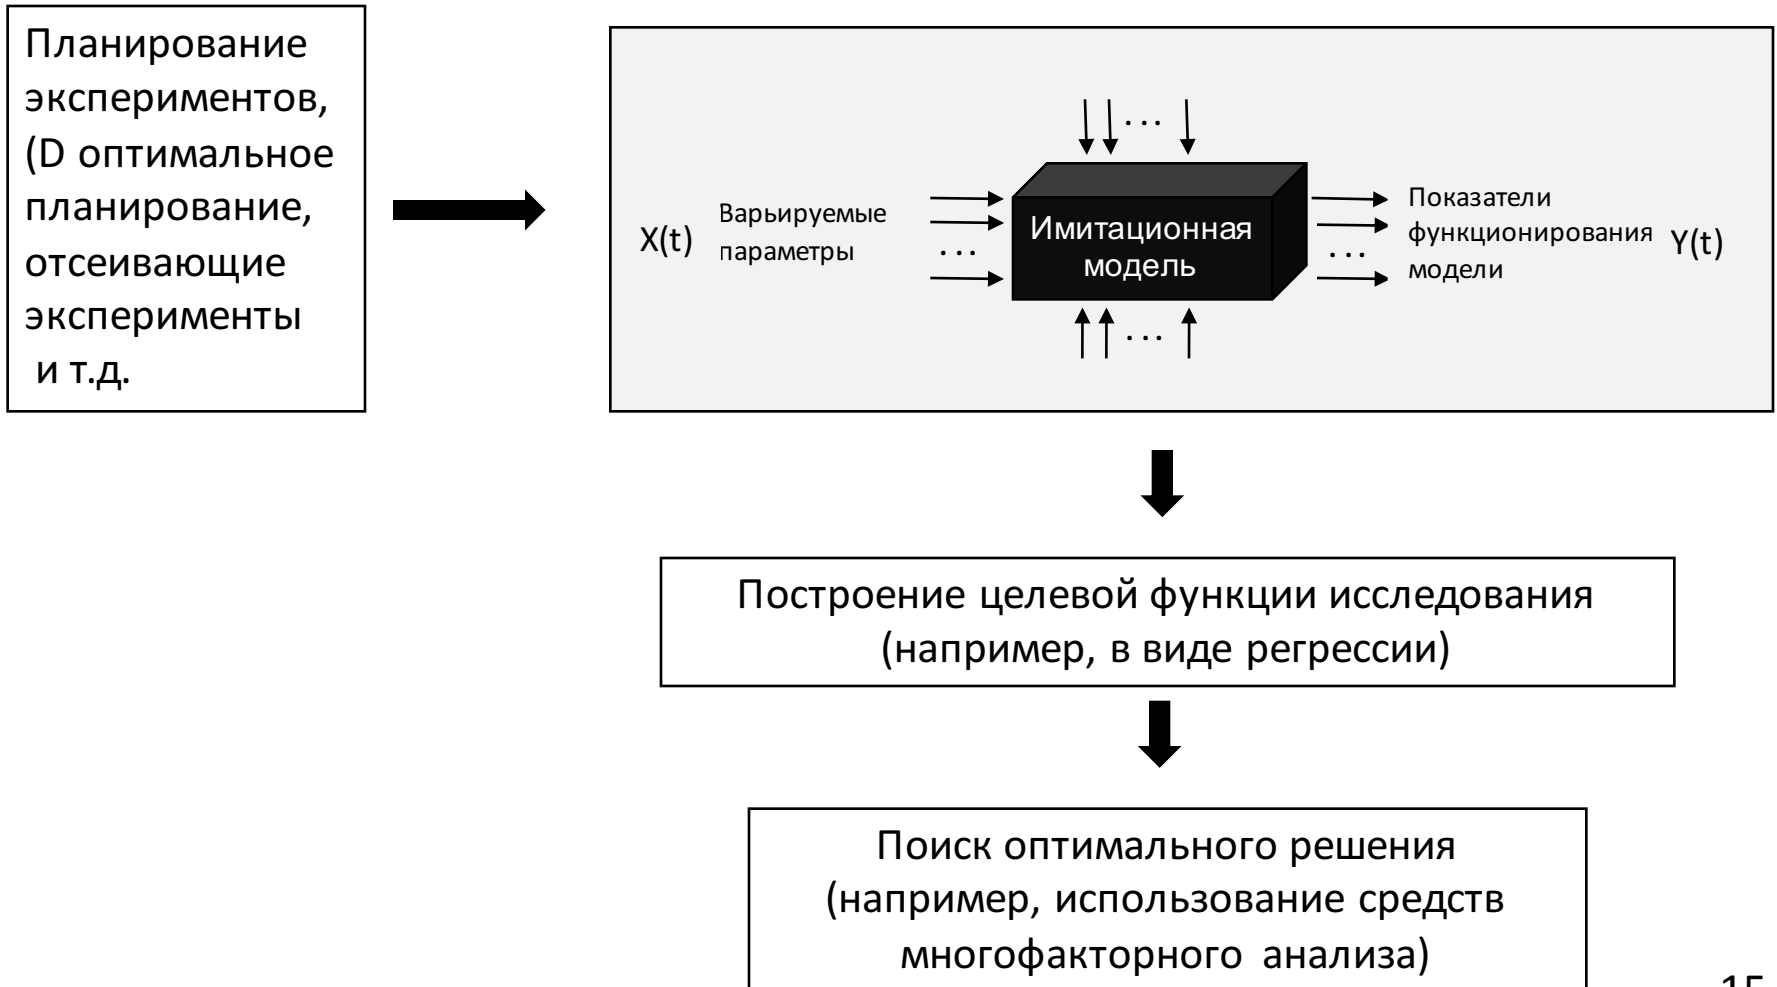 Планирование
экспериментов,
(D оптимальное
планирование,
отсеивающие
эксперименты
и т.д.
. . .
X(t)
Варьируемые
параметры
. . .
Имитационная
модель
Показатели
функционирования
модели
. . .
Y(t)
. . .
Построение целевой функции исследования
(например, в виде регрессии)
Поиск оптимального решения
(например, использование средств
многофакторного анализа)
15